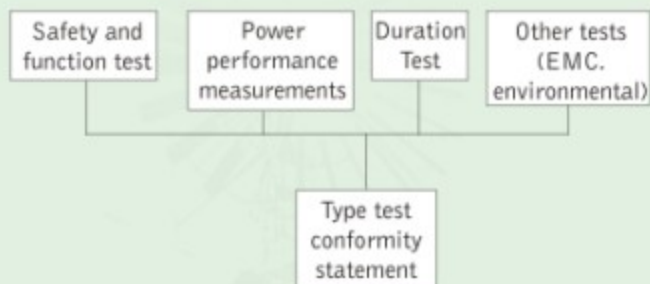 Safety and
function test
Power
performance
measurements
Duration
Test
Other tests
(EMC.
environmental)
Type test
conformity
statement